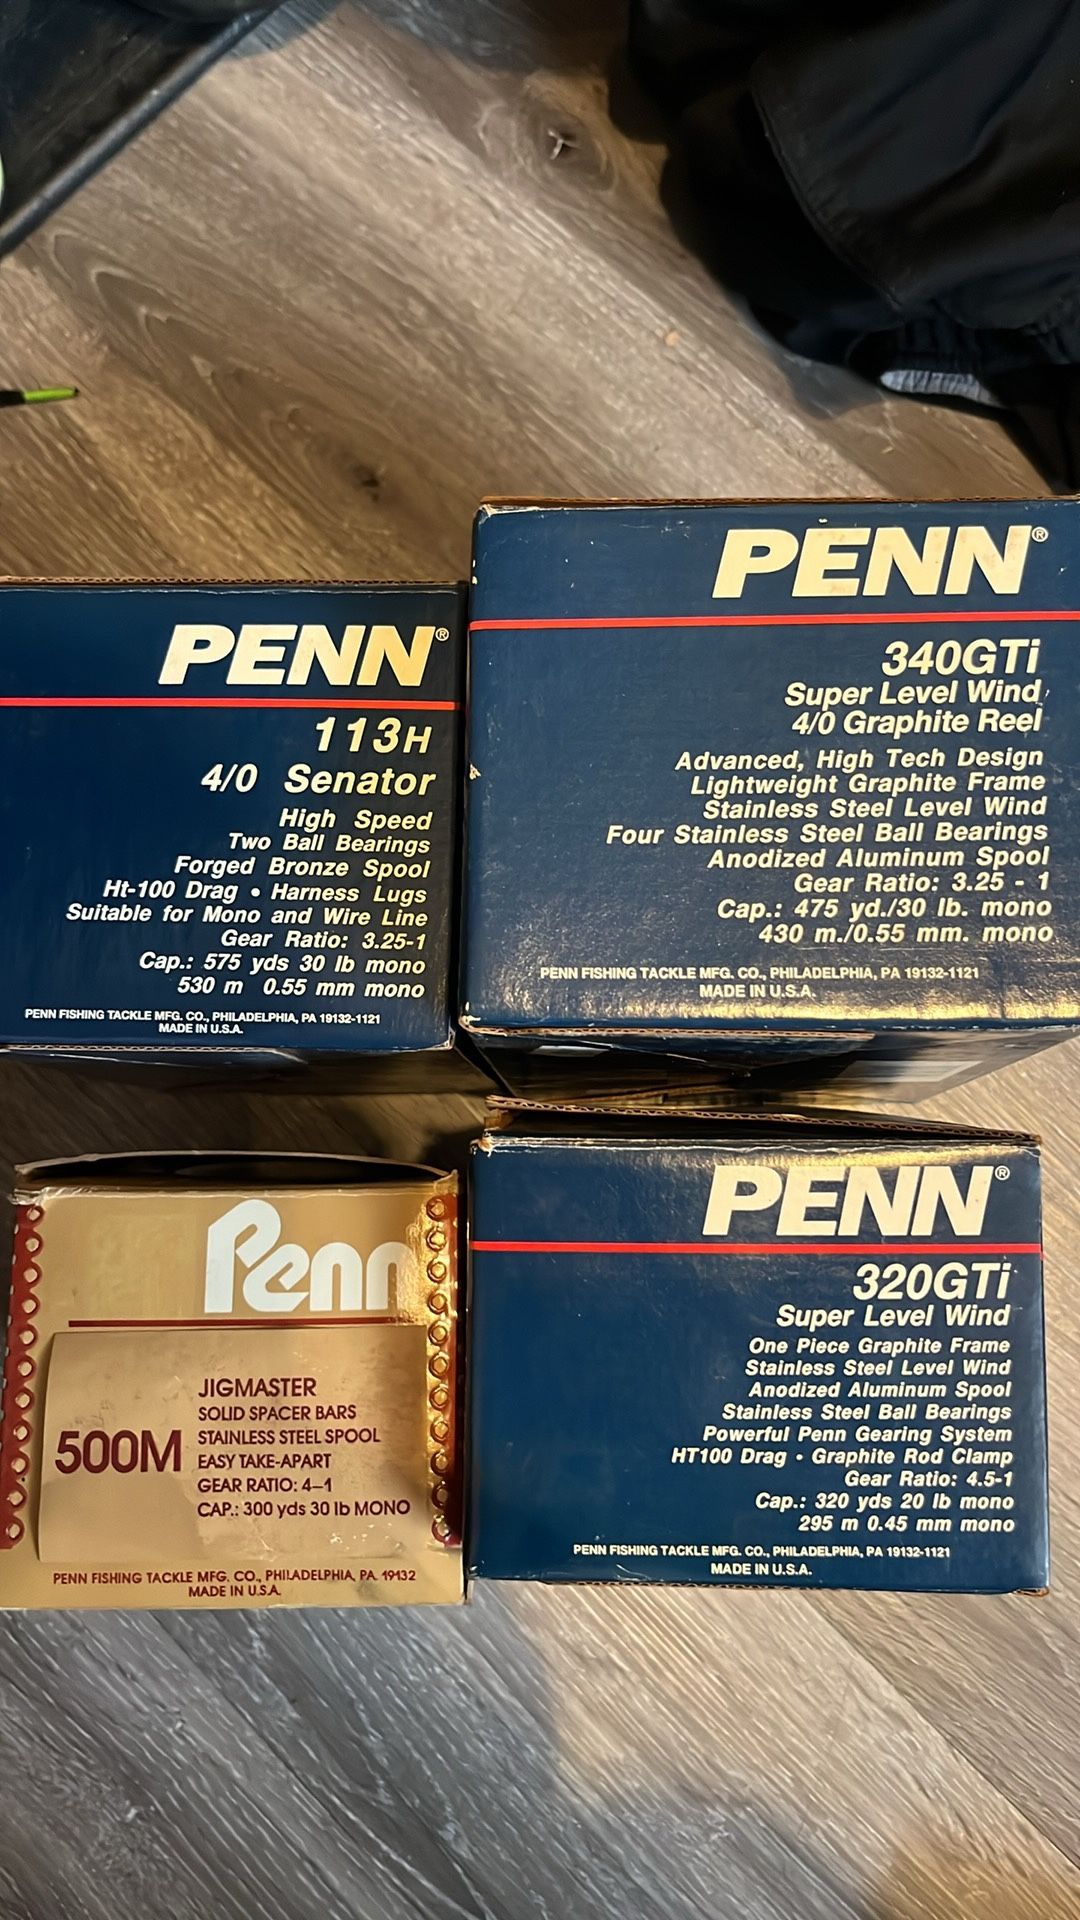 PENN®
113H
4/0 Senator
High Speed
Two Ball Bearings
Forged Bronze Spool
Ht-100 Drag • Harness Lugs
Suitable for Mono and Wire Line
Gear Ratio: 3.25-1
Cap.: 575 yds 30 lb mono
530 m 0.55 mm mono
PENN FISHING TACKLE MFG. CO., PHILADELPHIA, PA 19132-1121
MADE IN U.S.A.
PENN®
340GTi
Super Level Wind
4/0 Graphite Reel
Advanced, High Tech Design
Lightweight Graphite Frame
Stainless Steel Level Wind
Four Stainless Steel Ball Bearings
Anodized Aluminum Spool
Gear Ratio: 3.25 - 1
Cap.: 475 yd./30 lb. mono
430 m./0.55 mm. mono
PENN FISHING TACKLE MFG. CO., PHILADELPHIA, PA 19132-1121
MADE IN U.S.A.
Penn
500M
JIGMASTER
SOLID SPACER BARS
STAINLESS STEEL SPOOL
EASY TAKE-APART
GEAR RATIO: 4–1
CAP.: 300 yds 30 lb MONO
PENN FISHING TACKLE MFG. CO., PHILADELPHIA, PA. 19132
MADE IN U.S.A.
PENN®
320GTi
Super Level Wind
One Piece Graphite Frame
Stainless Steel Level Wind
Anodized Aluminum Spool
Stainless Steel Ball Bearings
Powerful Penn Gearing System
HT100 Drag • Graphite Rod Clamp
Gear Ratio: 4.5-1
Cap.: 320 yds 20 lb mono
295 m 0.45 mm mono
PENN FISHING TACKLE MFG. CO., PHILADELPHIA, PA 19132-1121
MADE IN U.S.A.